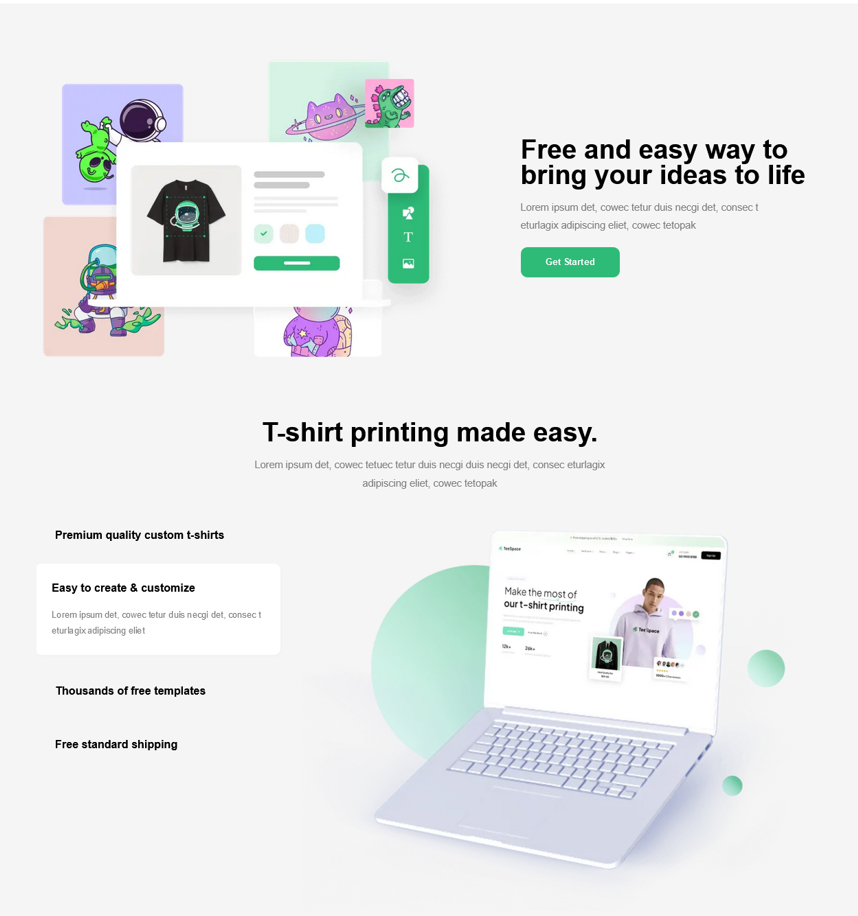 Free and easy way to
bring your ideas to life
Lorem ipsum det, cowec tetur duis necgi det, consec t
eturlagix adipiscing eliet, cowec tetopak
Get Started
T
T-shirt printing made easy.
Lorem ipsum det, cowec tetuec tetur duis necgi duis necgi det, consec eturlagix
adipiscing eliet, cowec tetopak
Premium quality custom t-shirts
Easy to create & customize
Lorem ipsum det, cowec tetur duis necgi det, consec t
eturlagix adipiscing eliet
Thousands of free templates
Free standard shipping
TeeSpace
Make the most of
our t-shirt printing
TeeSpace
12k+